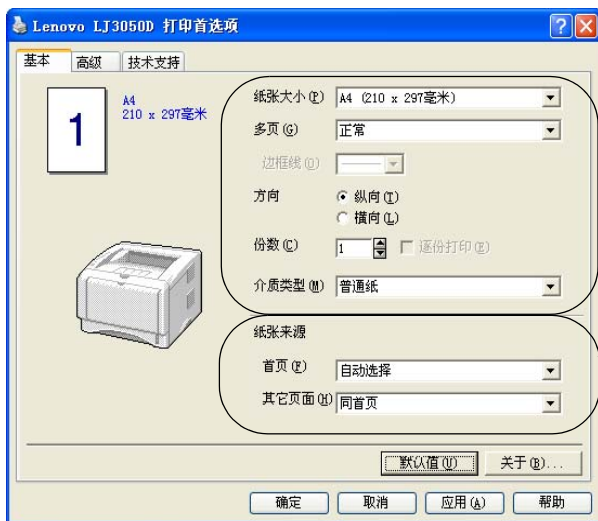 Lenovo LJ3050D 打印首选项
基本 高级 技术支持
1
A4
210 x 297毫米
纸张大小(P) A4 (210 x 297毫米)
多页(G) 正常
边框线(O)
方向 纵向(T)
横向(L)
份数(C) 1 逐份打印(E)
介质类型(M) 普通纸
纸张来源
首页(F) 自动选择
其它页面(H) 同首页
默认值(U) 关于(B)...
确定 取消 应用(A) 帮助